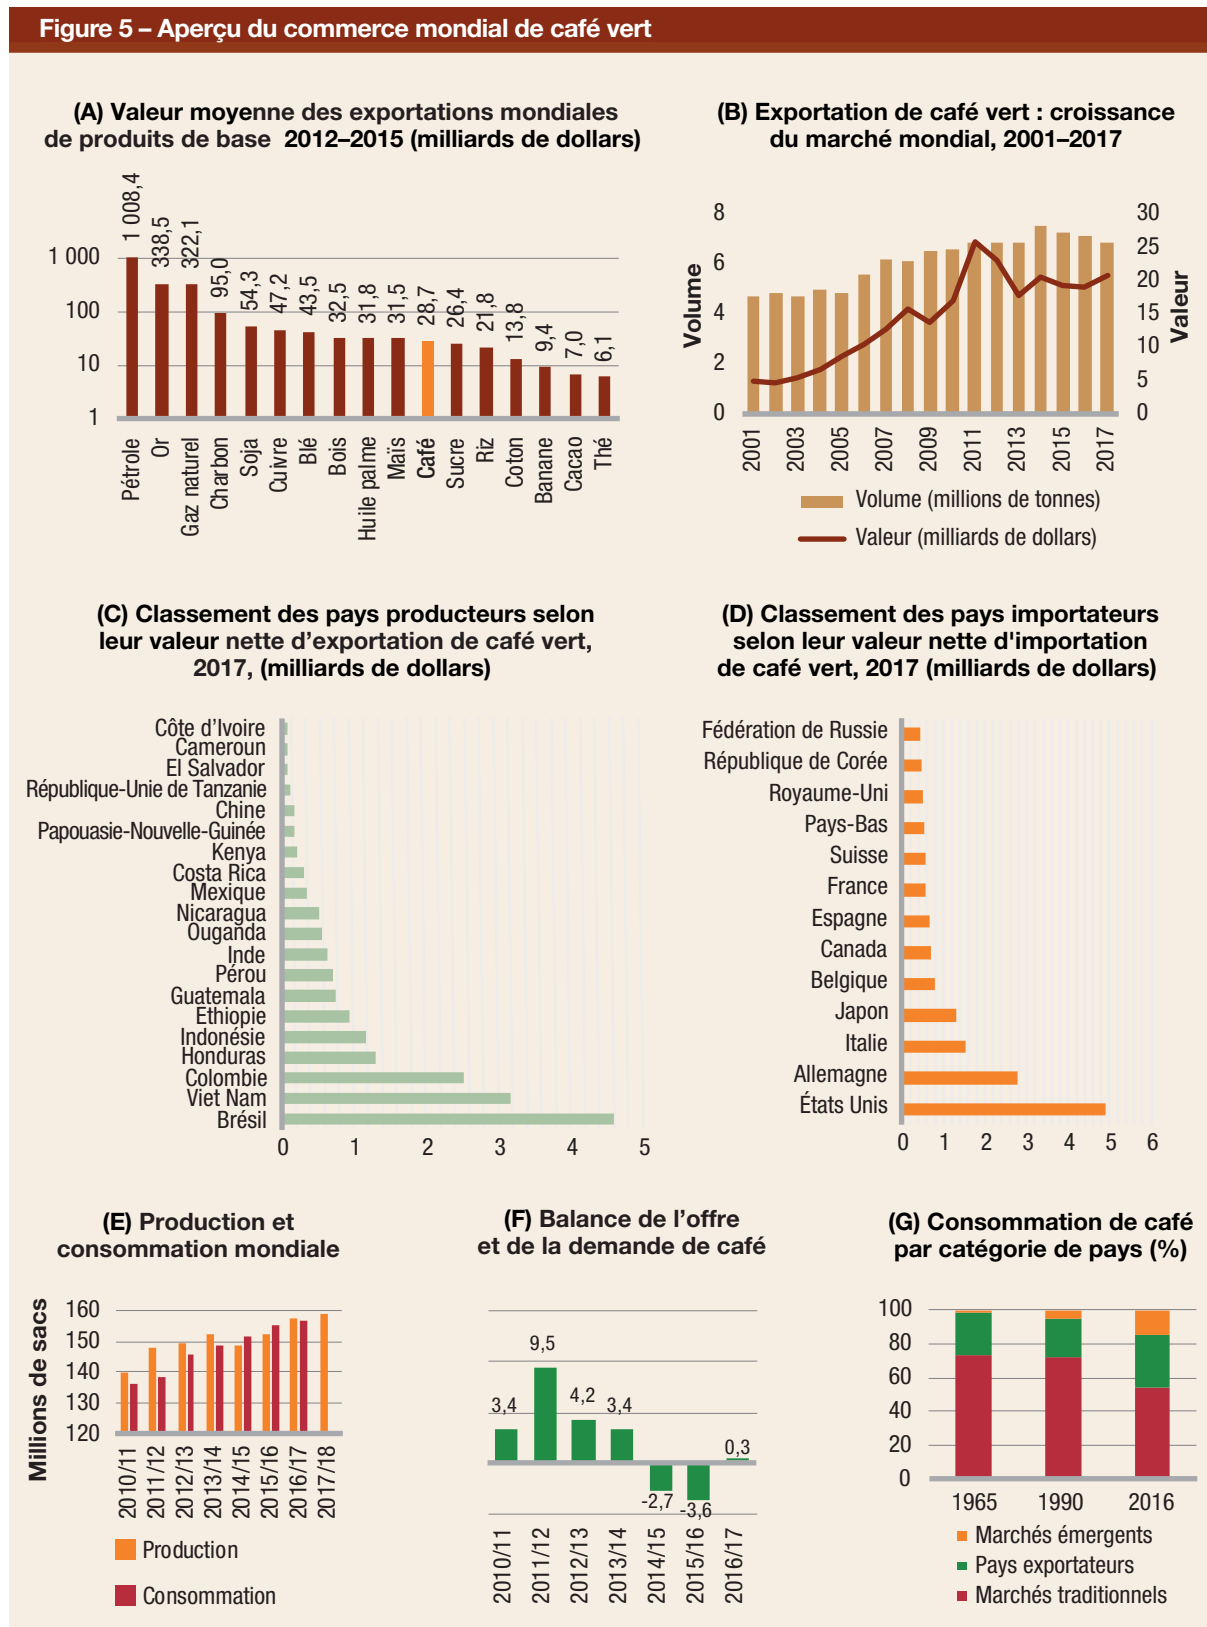 Figure 5 – Aperçu du commerce mondial de café vert
(A) Valeur moyenne des exportations mondiales
de produits de base 2012–2015 (milliards de dollars)
1 008,4
338,5
322,1
95,0
54,3
47,2
43,5
32,5
31,8
31,5
28,7
26,4
21,8
13,8
9,4
7,0
6,1
1 000
100
10
1
Pétrole
Or
Gaz naturel
Charbon
Soja
Cuivre
Blé
Bois
Huile palme
Maïs
Café
Sucre
Riz
Coton
Banane
Cacao
Thé
(B) Exportation de café vert : croissance
du marché mondial, 2001–2017
Volume
8
6
4
2
0
30
25
20
15
10
5
0
Valeur
2001
2003
2005
2007
2009
2011
2013
2015
2017
Volume (millions de tonnes)
Valeur (milliards de dollars)
(C) Classement des pays producteurs selon
leur valeur nette d’exportation de café vert,
2017, (milliards de dollars)
Côte d’Ivoire
Cameroun
El Salvador
République-Unie de Tanzanie
Chine
Papouasie-Nouvelle-Guinée
Kenya
Costa Rica
Mexique
Nicaragua
Ouganda
Inde
Pérou
Guatemala
Ethiopie
Indonésie
Honduras
Colombie
Viet Nam
Brésil
0 1 2 3 4 5
(D) Classement des pays importateurs
selon leur valeur nette d'importation
de café vert, 2017 (milliards de dollars)
Fédération de Russie
République de Corée
Royaume-Uni
Pays-Bas
Suisse
France
Espagne
Canada
Belgique
Japon
Italie
Allemagne
États Unis
0 1 2 3 4 5 6
(E) Production et
consommation mondiale
Millions de sacs
160
150
140
130
120
2010/11
2011/12
2012/13
2013/14
2014/15
2015/16
2016/17
2017/18
Production
Consommation
(F) Balance de l’offre
et de la demande de café
3,4
9,5
4,2
3,4
-2,7
-3,6
0,3
2010/11
2011/12
2012/13
2013/14
2014/15
2015/16
2016/17
(G) Consommation de café
par catégorie de pays (%)
100
80
60
40
20
0
1965 1990 2016
Marchés émergents
Pays exportateurs
Marchés traditionnels